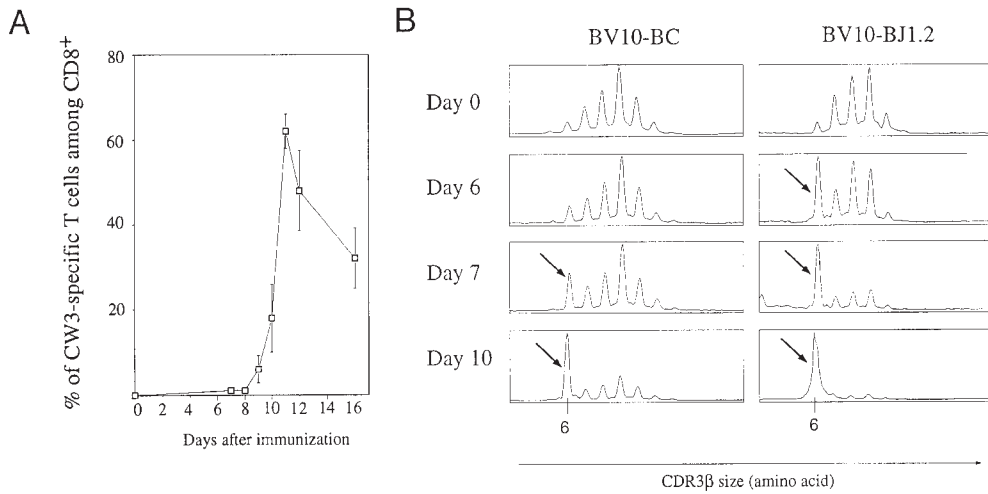 A
% of CW3-specific T cells among CD8⁺
80
60
40
20
0 2 4 6 8 10 12 14 16
Days after immunization
B
BV10-BC
BV10-BJ1.2
Day 0
Day 6
Day 7
Day 10
6
6
CDR3β size (amino acid)